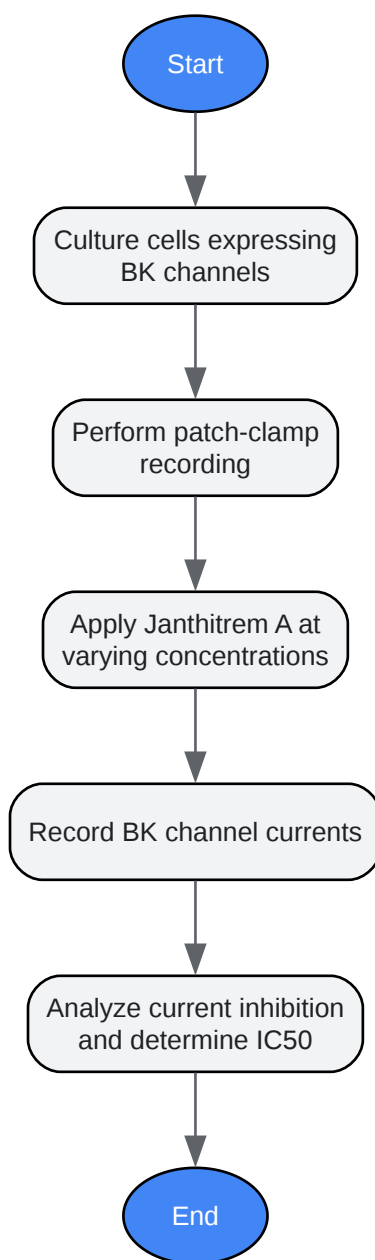 Start
Culture cells expressing
BK channels
Perform patch-clamp
recording
Apply Janthitrem A at
varying concentrations
Record BK channel currents
Analyze current inhibition
and determine IC50
End